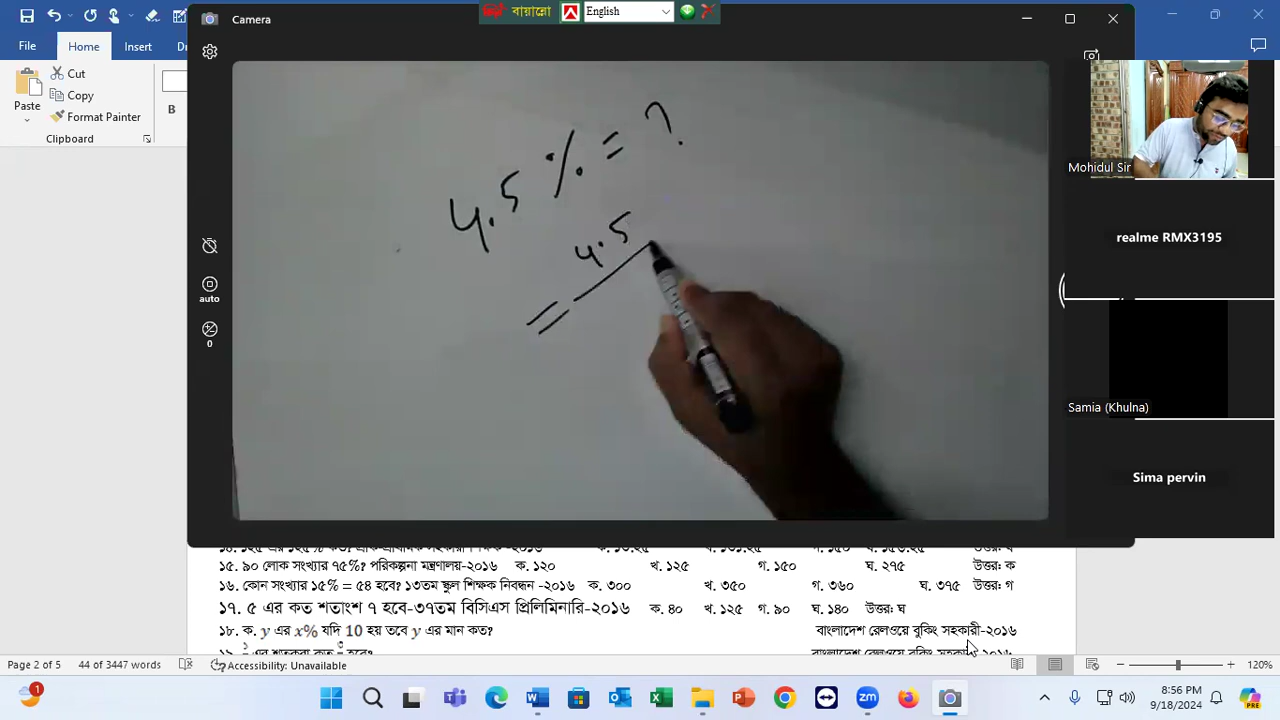 বায়ান্নো English
Camera
File Home Insert
Paste
Cut
Copy
Format Painter
B
Clipboard
auto
0
4.5 % = ?
= 4.5
Mohidul Sir
realme RMX3195
Samia (Khulna)
Sima pervin
১৫. ৯০ লোক সংখ্যার ৭৫%? পরিকল্পনা মন্ত্রণালয়-২০১৬ ক. ১২০ খ. ১২৫ গ. ১৫০ ঘ. ২৭৫ উত্তর: ক
১৬. কোন সংখ্যার ১৫% = ৫৪ হবে? ১৩তম স্কুল শিক্ষক নিবন্ধন -২০১৬ ক. ৩০০ খ. ৩৫০ গ. ৩৬০ ঘ. ৩৭৫ উত্তর: গ
১৭. ৫ এর কত শতাংশ ৭ হবে-৩৭তম বিসিএস প্রিলিমিনারি-২০১৬ ক. ৪০ খ. ১২৫ গ. ৯০ ঘ. ১৪০ উত্তর: ঘ
১৮. ক. y এর x% যদি 10 হয় তবে y এর মান কত? বাংলাদেশ রেলওয়ে বুকিং সহকারী-২০১৬
Page 2 of 5 44 of 3447 words Accessibility: Unavailable 120%
1
8:56 PM
9/18/2024